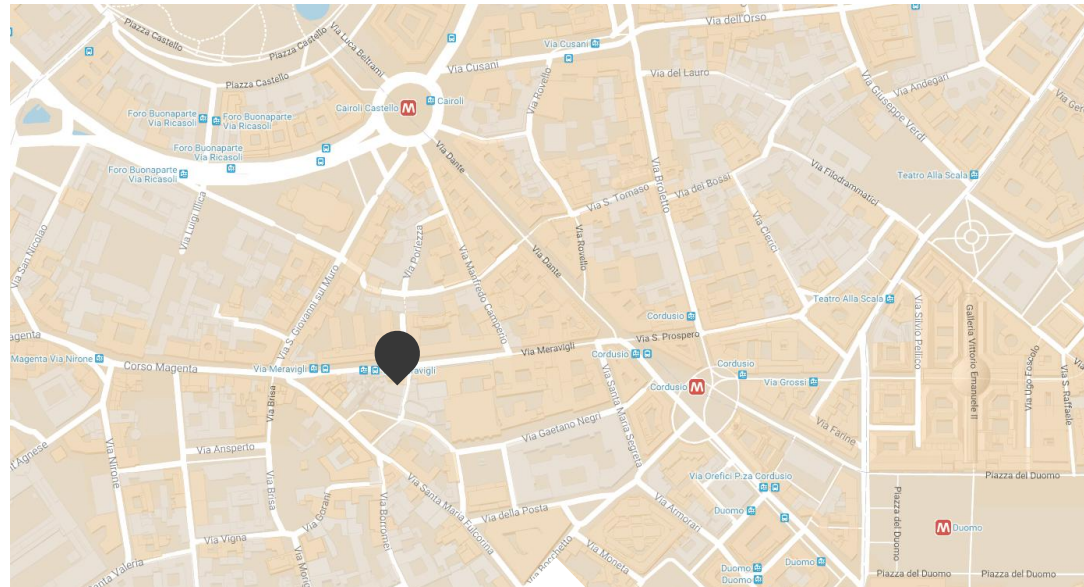 Via dell'Orso
Piazza Castello
Piazza Castello
Piazza Castello
Via Luca Beltrami
Via Cusani
Via Cusani
Via Rovello
Via del Lauro
Via Andegari
Via Giuseppe Verdi
Cairoli Castello
M
Cairoli
Foro Buonaparte
Via Ricasoli
Foro Buonaparte
Via Ricasoli
Foro Buonaparte
Via Ricasoli
Foro Buonaparte
Via Ricasoli
Via Dante
Via Filodrammatici
Teatro Alla Scala
Via dei Bossi
Via S. Tomaso
Via Broletto
Via Luigi Illica
Via San Nicolao
Via Porlezza
Via Clerici
Via Rovello
Via Dante
Via Manfredo Camperio
Via S. Giovanni sul Muro
Teatro Alla Scala
Via Silvio Pellico
Galleria Vittorio Emanuele II
Cordusio
Via S. Prospero
Via Meravigli
Cordusio
Via Ugo Foscolo
Via S. Raffaele
Magenta Via Nirone
Corso Magenta
Via Meravigli
Cordusio
Cordusio
M
Via Grossi
Via Brisa
Via Santa Maria Segreta
Via Gaetano Negri
Via Farine
Via Ansperto
Via Nirone
Via Brisa
Via Orefici P.za Cordusio
Piazza del Duomo
Via Santa Maria Fulcorina
Via Gorani
Via Borromei
Via della Posta
Via Armorari
Duomo
Piazza del Duomo
M
Duomo
Via Vigna
Via Moneta
Duomo
Duomo
Duomo
Piazza del Duomo
Piazza del Duomo